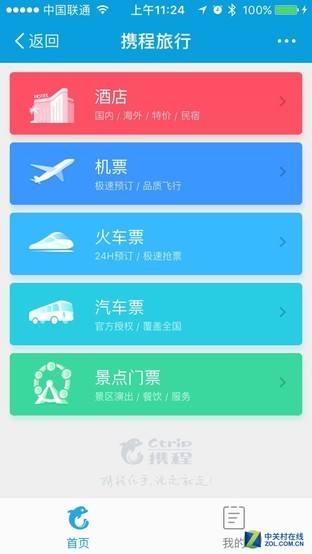 中国联通 上午11:24 100%
返回 携程旅行
酒店
国内 / 海外 / 特价 / 民宿
机票
极速预订 / 品质飞行
火车票
24H预订 / 极速抢票
汽车票
官方授权 / 覆盖全国
景点门票
景区演出 / 餐饮 / 服务
Ctrip
携程
携程在手,说走就走!
首页 我的
中关村在线
ZOL.COM.CN